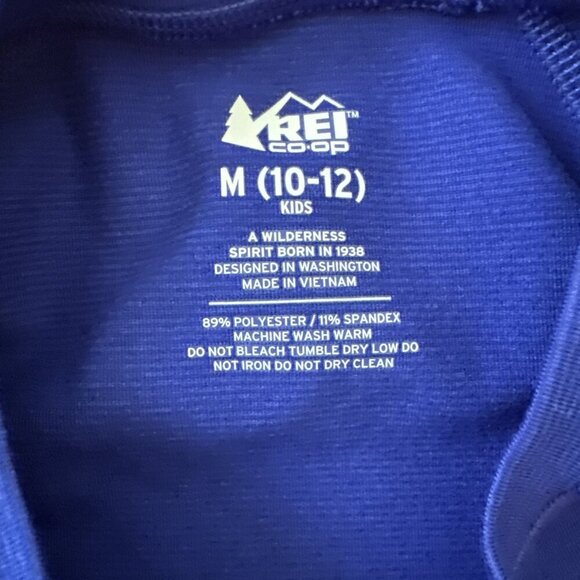 REI™
CO·OP
M (10-12)
KIDS
A WILDERNESS
SPIRIT BORN IN 1938
DESIGNED IN WASHINGTON
MADE IN VIETNAM
89% POLYESTER / 11% SPANDEX
MACHINE WASH WARM
DO NOT BLEACH TUMBLE DRY LOW DO
NOT IRON DO NOT DRY CLEAN